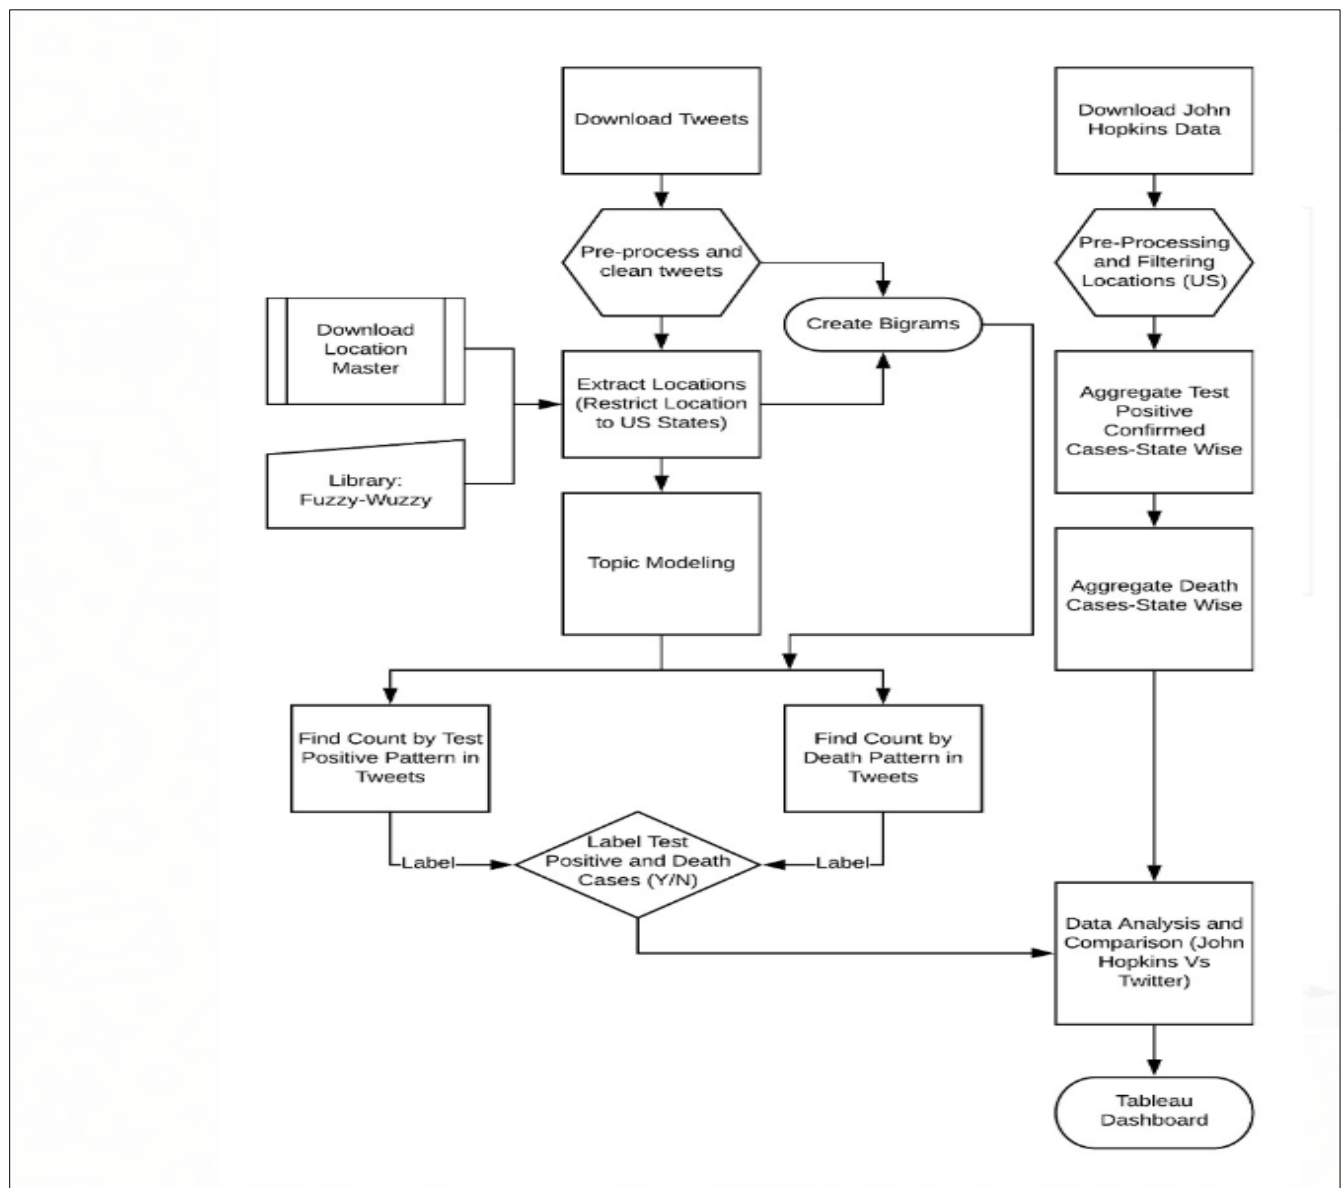 Download Tweets
Download John
Hopkins Data
Pre-process and
clean tweets
Pre-Processing
and Filtering
Locations (US)
Create Bigrams
Download
Location
Master
Extract Locations
(Restrict Location
to US States)
Aggregate Test
Positive
Confirmed
Cases-State Wise
Library:
Fuzzy-Wuzzy
Topic Modeling
Aggregate Death
Cases-State Wise
Find Count by Test
Positive Pattern in
Tweets
Find Count by
Death Pattern in
Tweets
Label
Label Test
Positive and Death
Cases (Y/N)
Label
Data Analysis and
Comparison (John
Hopkins Vs
Twitter)
Tableau
Dashboard